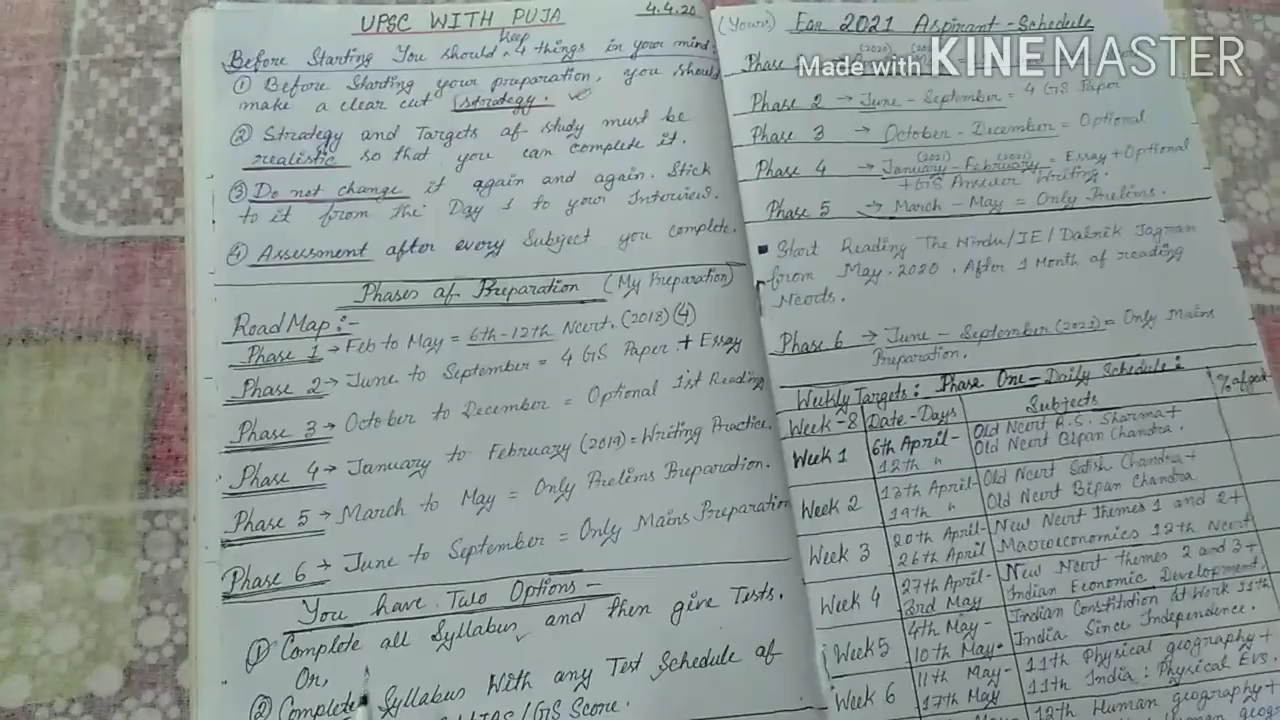 UPSC WITH PUJA
4.4.20
Keep
Before Starting You should 4 things in your mind:
① Before Starting your preparation, you should
make a clear cut strategy.
② Strategy and Targets of study must be
realistic so that you can complete it.
③ Do not change it again and again. Stick
to it from the Day 1 to your Interview.
④ Assessment after every Subject you complete.
Phases of Preparation (My Preparation)
Road Map:-
Phase 1 → Feb to May = 6th-12th Ncert. (2018) (4)
Phase 2 → June to September = 4 GS Paper + Essay
Phase 3 → October to December = Optional 1st Reading
Phase 4 → January to February (2019) = Writing Practice.
Phase 5 → March to May = Only Prelims Preparation.
Phase 6 → June to September = Only Mains Preparation
You have Two Options -
① Complete all Syllabus and then give Tests.
Or,
② Complete Syllabus With any Test Schedule of
IAS/GS Score.
(Yours) For 2021 Aspirant-Schedule
Phase
Made with KINEMASTER
Phase 2 → June - September = 4 GS Paper
Phase 3 → October - December = Optional
(2021) (2021)
Phase 4 → January - February = Essay + Optional
+ GS Answer Writing.
Phase 5 → March - May = Only Prelims.
Start Reading The Hindu/IE/Dainik Jagran
from May. 2020, After 1 Month of reading
Ncerts.
Phase 6 → June - September (2021) = Only Mains
Preparation.
Weekly Targets: Phase One - Daily Schedule:
Week -8 Date-Days Subjects
Week 1 6th April- Old Ncert R.S. Sharma+
12th " Old Ncert Bipan Chandra.
Week 2 13th April- Old Ncert Satish Chandra+
19th " Old Ncert Bipan Chandra
Week 3 20th April- New Ncert Themes 1 and 2+
26th April Macroeconomics 12th Ncert
Week 4 27th April- New Ncert Themes 2 and 3+
3rd May Indian Economic Development.
Week 5 4th May- Indian Constitution at Work 11th
10th May- India Since Independence.
Week 6 11th May- 11th Physical geography+
17th May 11th India: Physical Evs.
12th Human geography+